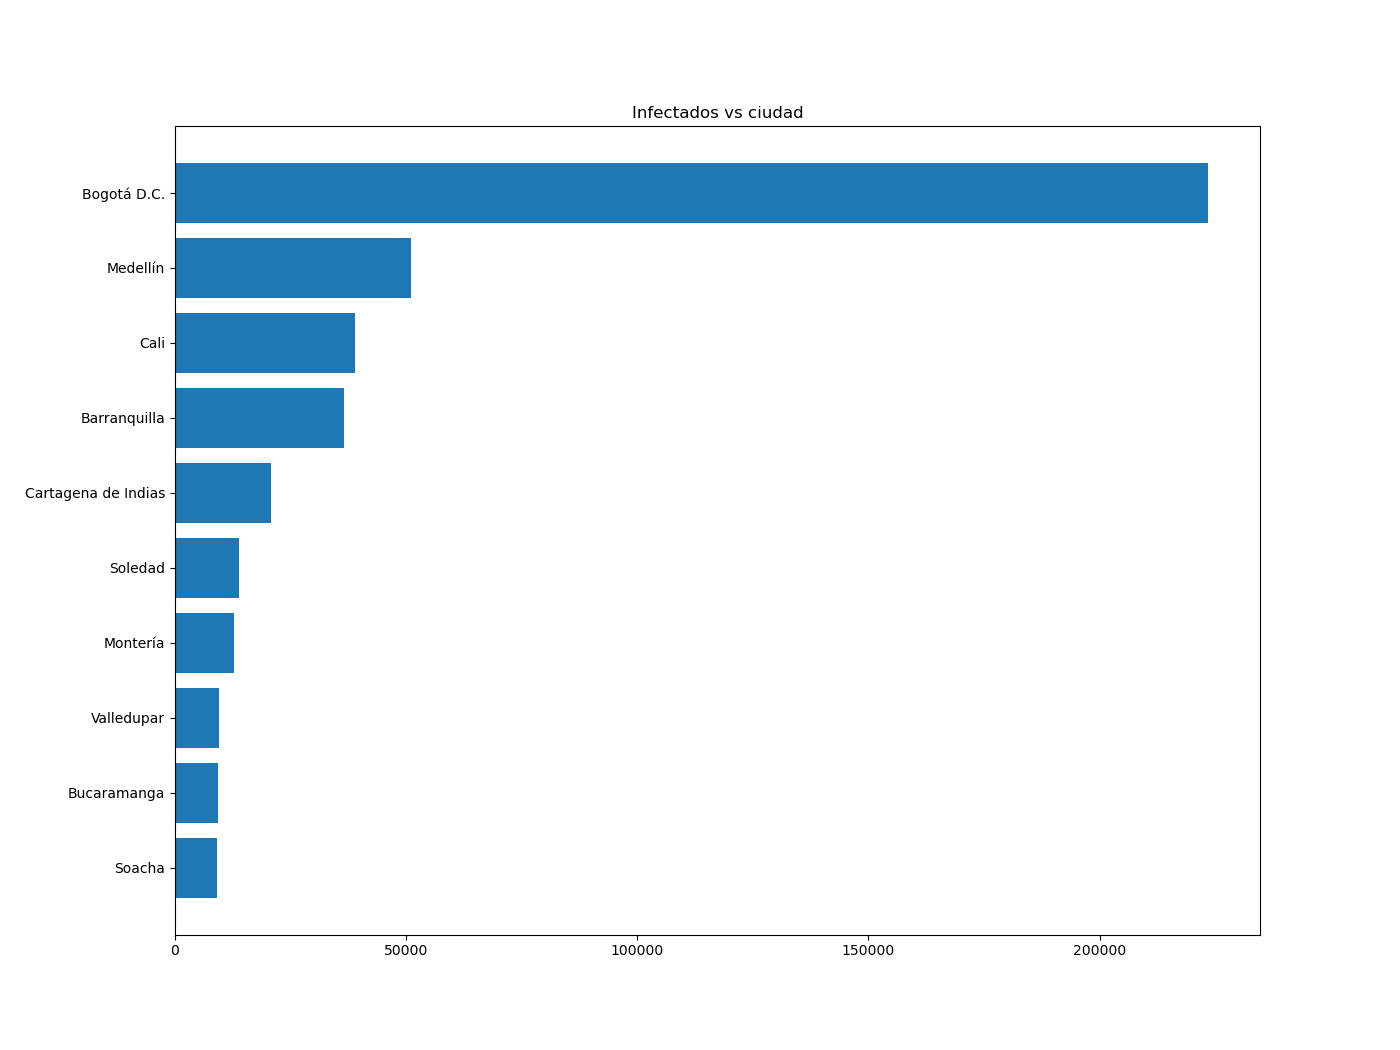 Infectados vs ciudad
Bogotá D.C.
Medellín
Cali
Barranquilla
Cartagena de Indias
Soledad
Montería
Valledupar
Bucaramanga
Soacha
0 50000 100000 150000 200000